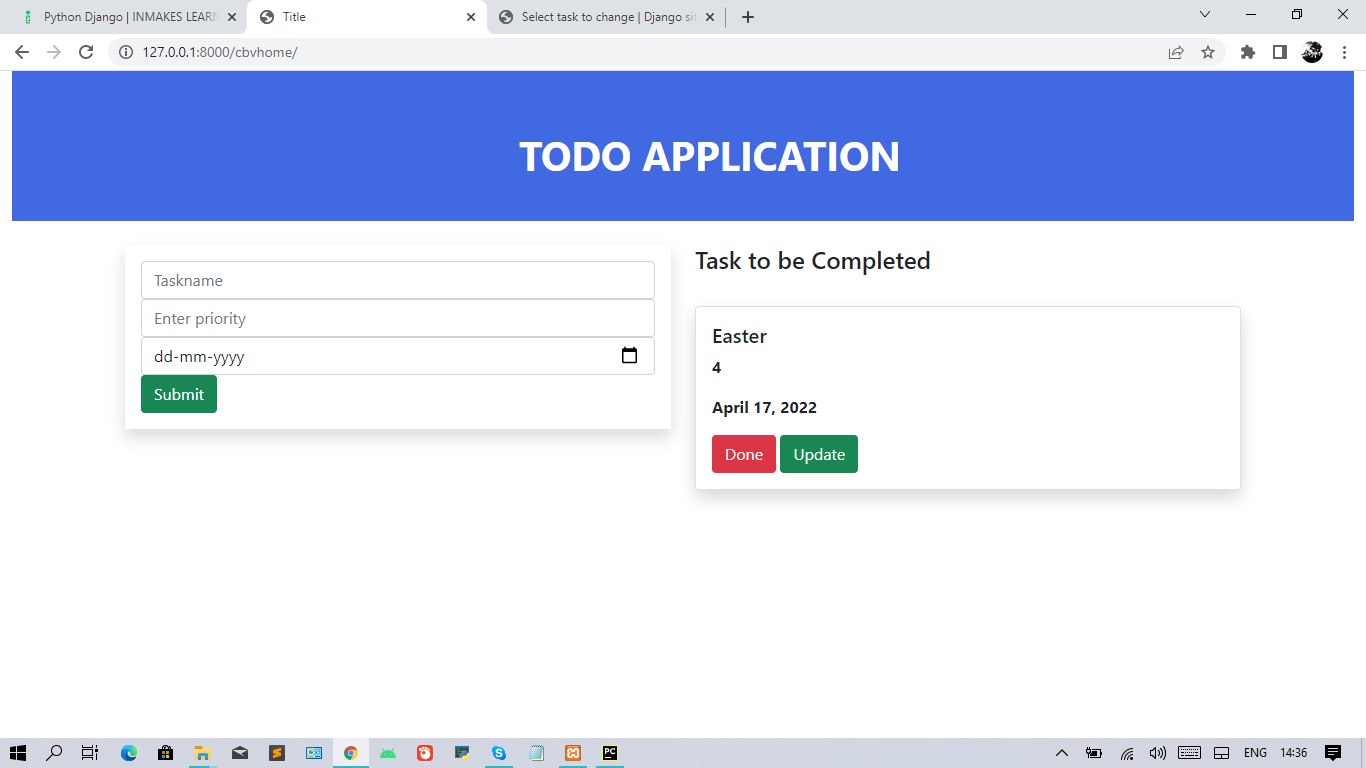 Python Django | INMAKES LEARN
Title
Select task to change | Django sit
127.0.0.1:8000/cbvhome/
TODO APPLICATION
Taskname
Enter priority
dd-mm-yyyy
Submit
Task to be Completed
Easter
4
April 17, 2022
Done Update
ENG 14:36